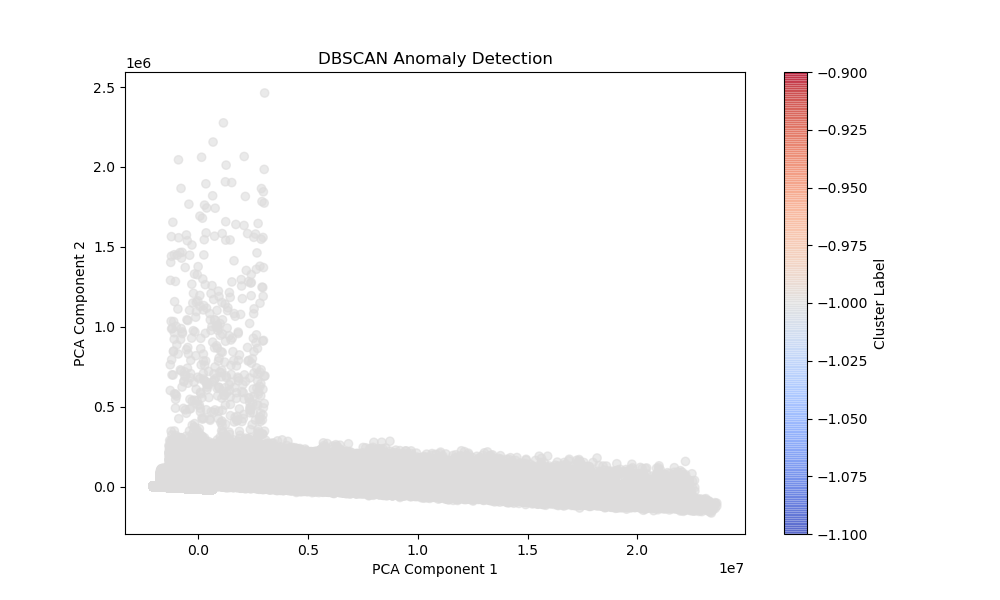 DBSCAN Anomaly Detection
1e6
2.5
2.0
1.5
1.0
0.5
0.0
PCA Component 2
0.0 0.5 1.0 1.5 2.0
1e7
PCA Component 1
−0.900
−0.925
−0.950
−0.975
−1.000
−1.025
−1.050
−1.075
−1.100
Cluster Label